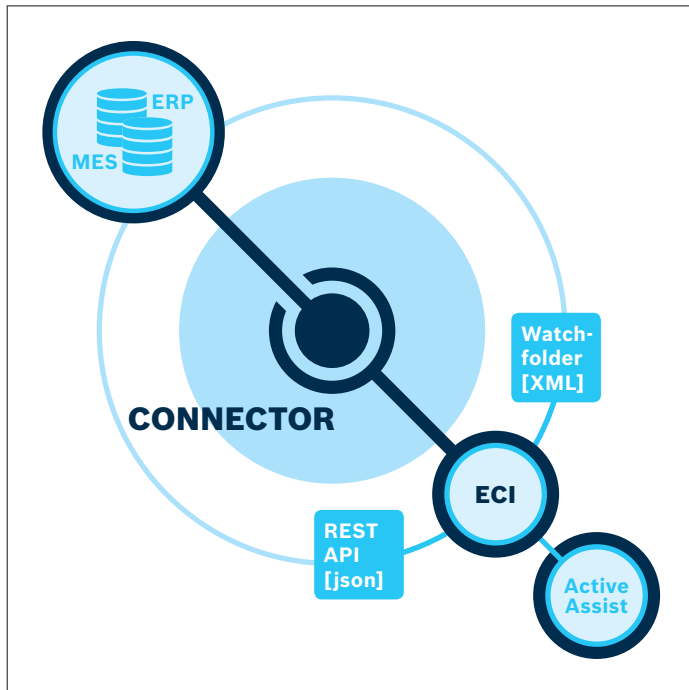 ERP
MES
Watch-
folder
[XML]
CONNECTOR
ECI
REST
API
[json]
Active
Assist